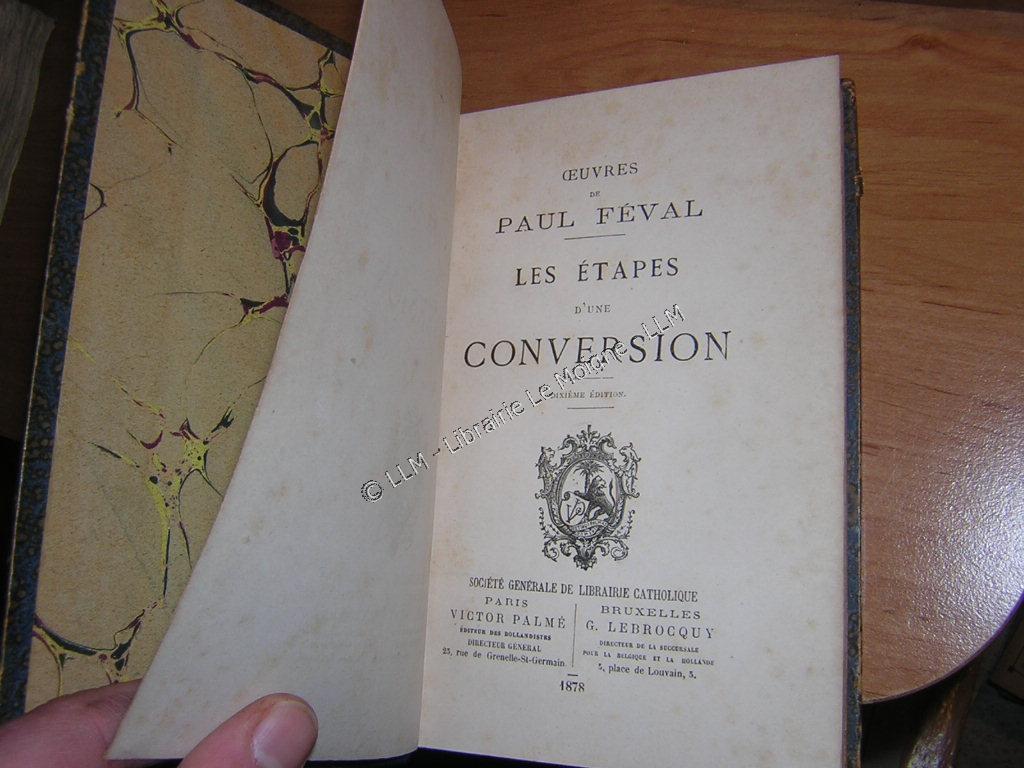 ŒUVRES
DE
PAUL FÉVAL
LES ÉTAPES
D'UNE
CONVERSION
DIXIÈME ÉDITION.
SOCIÉTÉ GÉNÉRALE DE LIBRAIRIE CATHOLIQUE
PARIS
VICTOR PALMÉ
ÉDITEUR DES BOLLANDISTES
DIRECTEUR GÉNÉRAL
25, rue de Grenelle-St-Germain
BRUXELLES
G. LEBROCQUY
DIRECTEUR DE LA SUCCURSALE
POUR LA BELGIQUE ET LA HOLLANDE
5, place de Louvain, 5.
1878
© LLM - Librairie Le Moigne - LLM